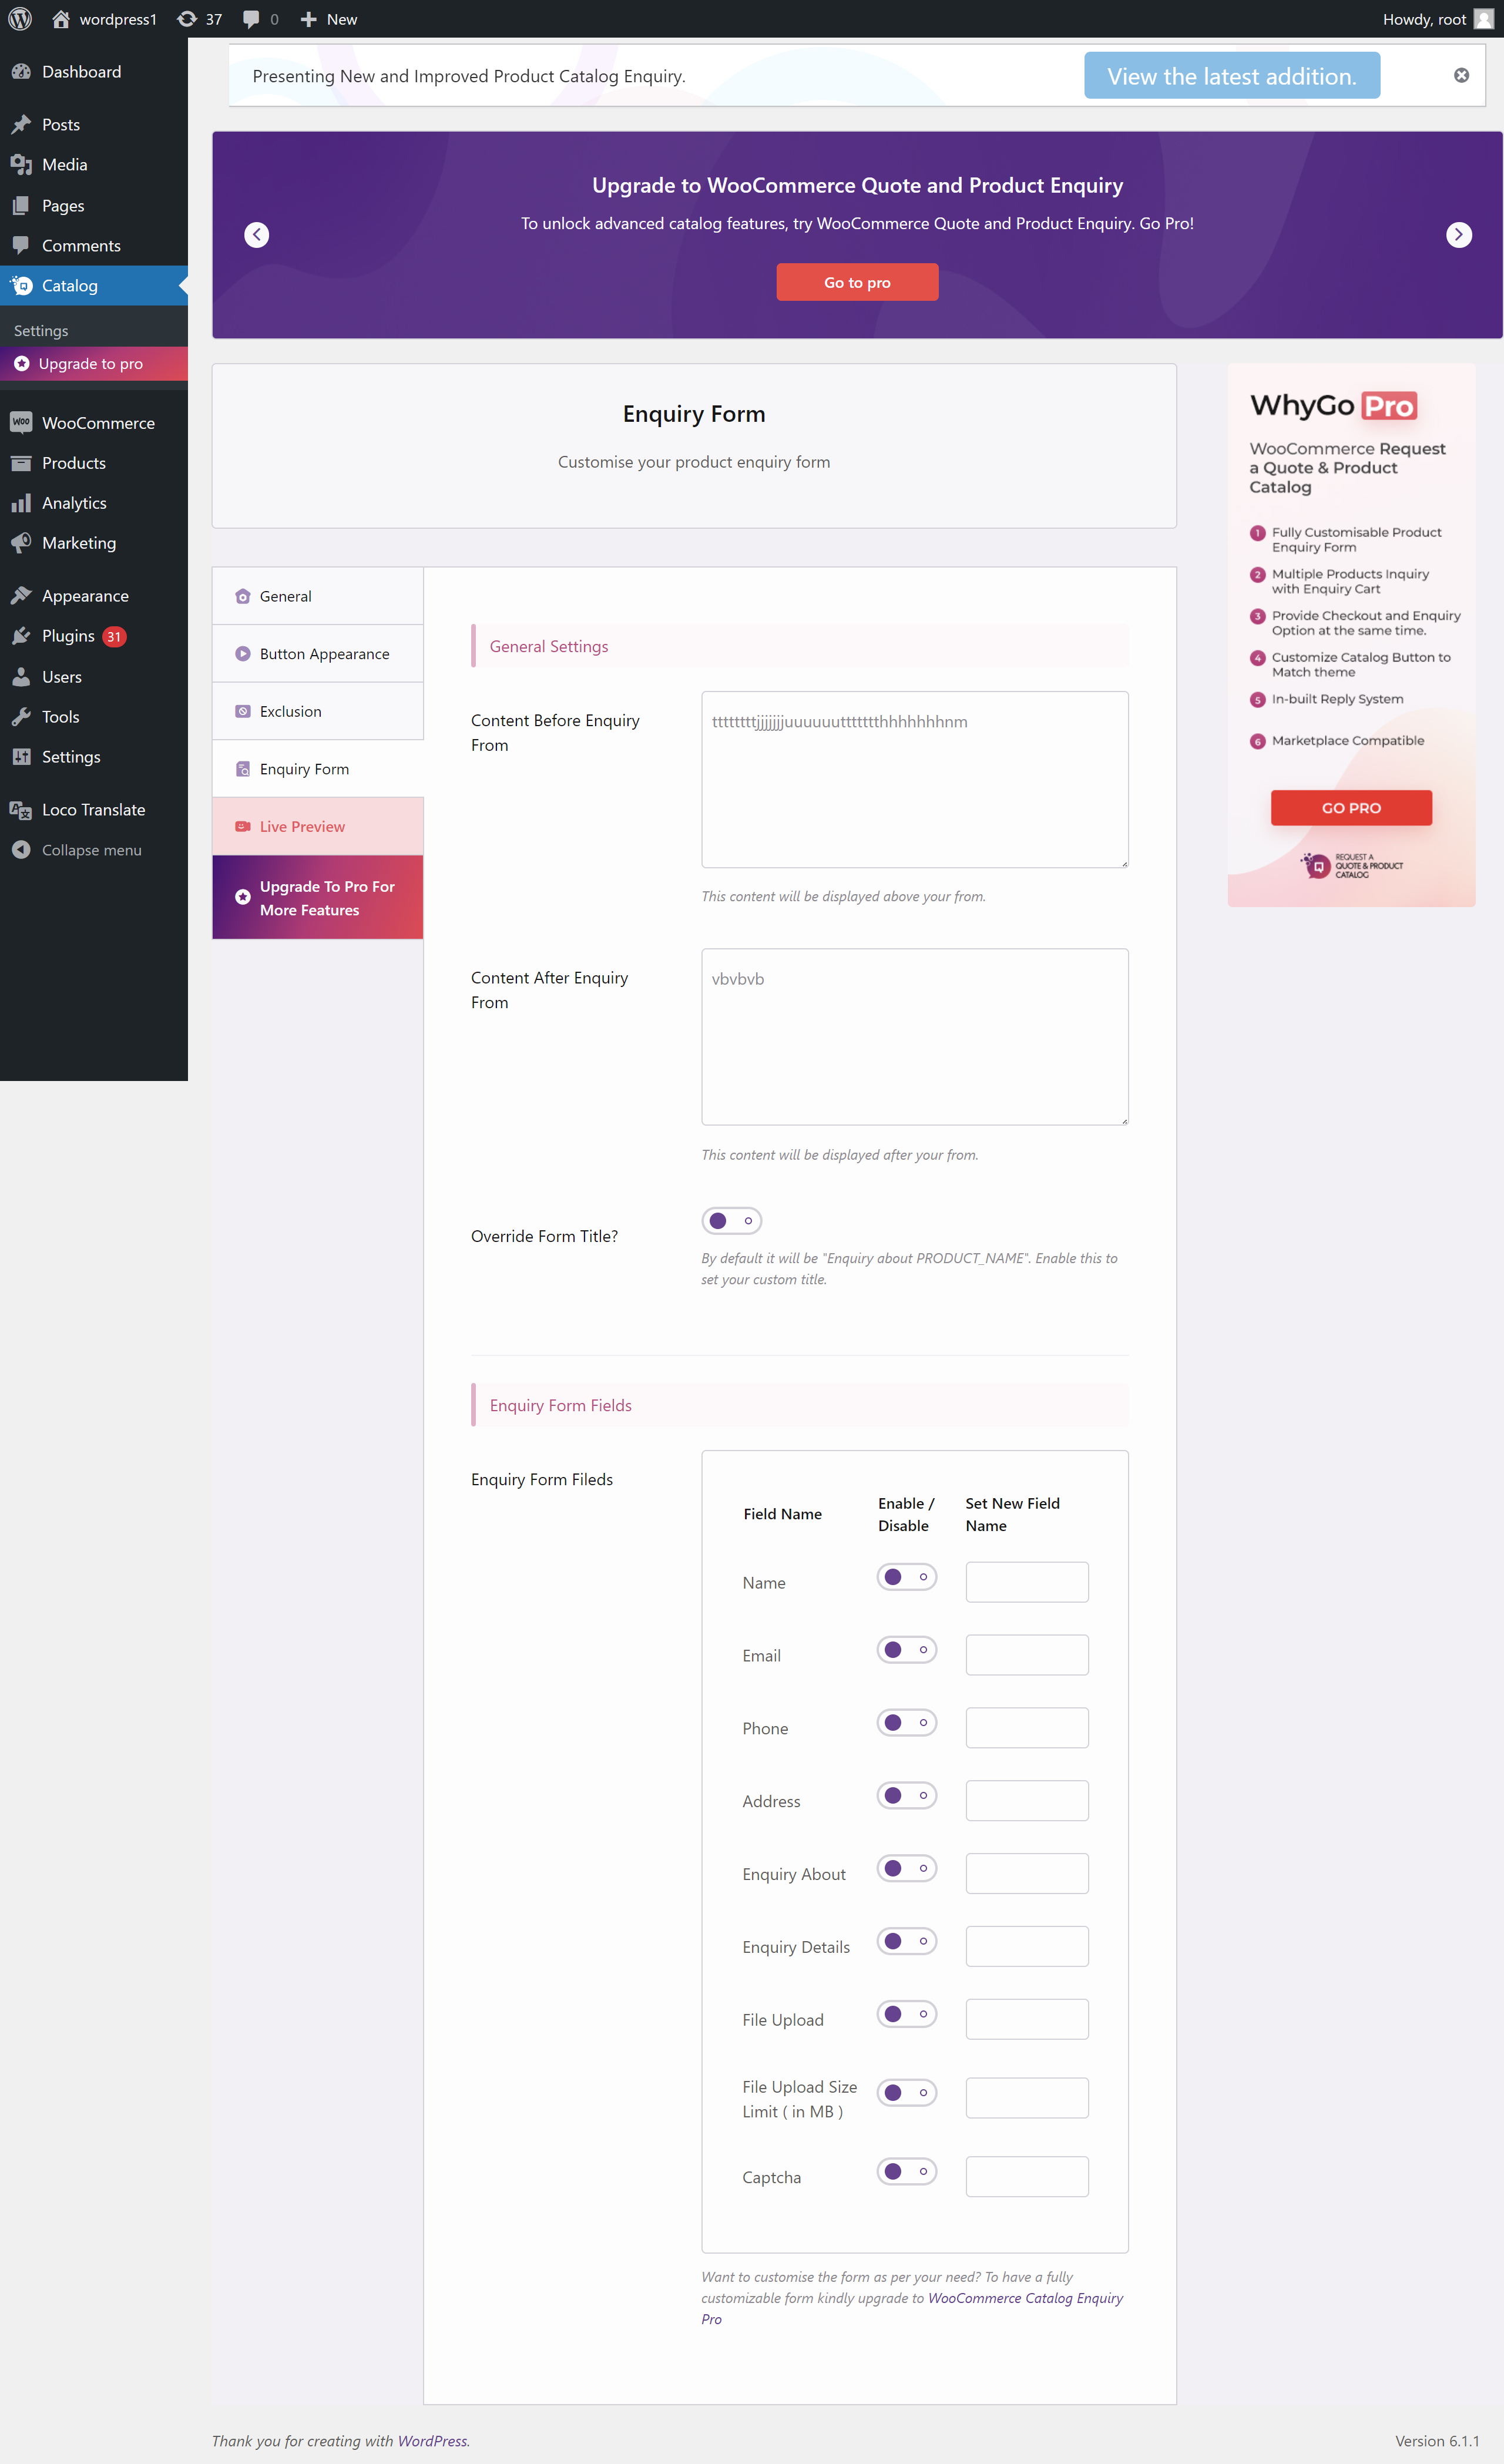 wordpress1 37 0 New Howdy, root
Dashboard
Posts
Media
Pages
Comments
Catalog
Settings
Upgrade to pro
WooCommerce
Products
Analytics
Marketing
Appearance
Plugins 31
Users
Tools
Settings
Loco Translate
Collapse menu
Presenting New and Improved Product Catalog Enquiry.
View the latest addition.
Upgrade to WooCommerce Quote and Product Enquiry
To unlock advanced catalog features, try WooCommerce Quote and Product Enquiry. Go Pro!
Go to pro
Enquiry Form
Customise your product enquiry form
General
Button Appearance
Exclusion
Enquiry Form
Live Preview
Upgrade To Pro For
More Features
General Settings
Content Before Enquiry
From
This content will be displayed above your from.
Content After Enquiry
From
vbvbvb
This content will be displayed after your from.
Override Form Title?
By default it will be "Enquiry about PRODUCT_NAME". Enable this to
set your custom title.
Enquiry Form Fields
Enquiry Form Fileds
Field Name
Enable /
Disable
Set New Field
Name
Name
Email
Phone
Address
Enquiry About
Enquiry Details
File Upload
File Upload Size
Limit ( in MB )
Captcha
Want to customise the form as per your need? To have a fully
customizable form kindly upgrade to WooCommerce Catalog Enquiry
Pro
WhyGo Pro
WooCommerce Request
a Quote & Product
Catalog
1 Fully Customisable Product
Enquiry Form
2 Multiple Products Inquiry
with Enquiry Cart
3 Provide Checkout and Enquiry
Option at the same time.
4 Customize Catalog Button to
Match theme
5 In-built Reply System
6 Marketplace Compatible
GO PRO
REQUEST A
QUOTE & PRODUCT
CATALOG
Thank you for creating with WordPress.
Version 6.1.1